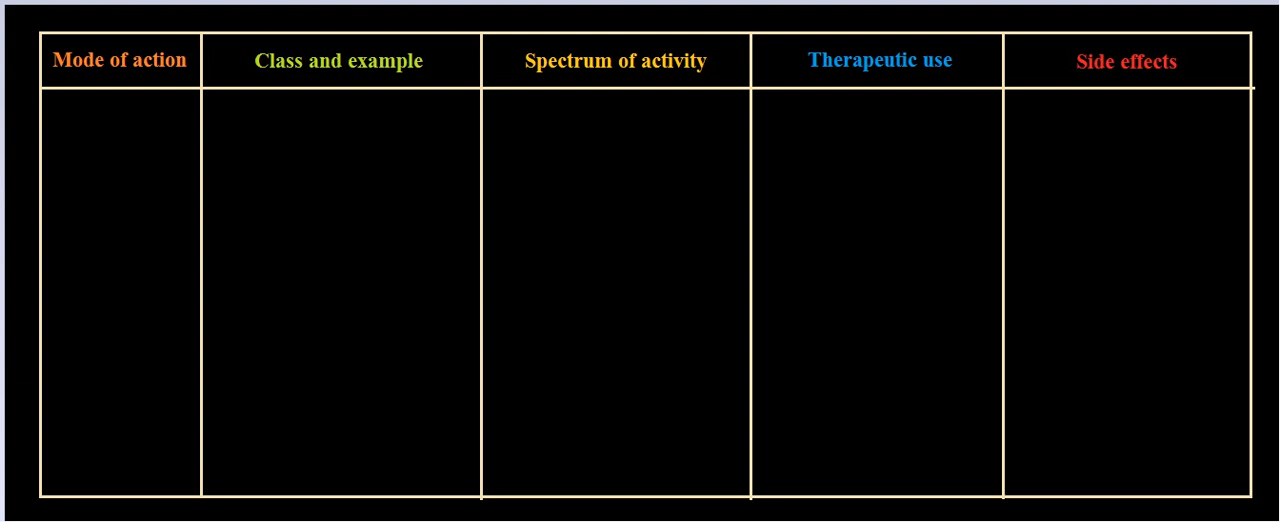 Mode of action
Class and example
Spectrum of activity
Therapeutic use
Side effects